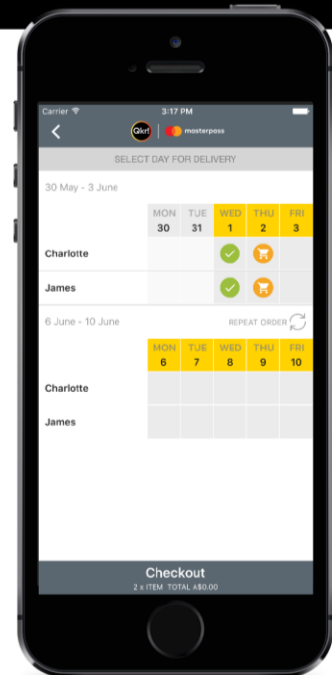 Carrier 3:17 PM
Qkr! masterpass
SELECT DAY FOR DELIVERY
30 May - 3 June
MON TUE WED THU FRI
30 31 1 2 3
Charlotte
James
6 June - 10 June REPEAT ORDER
MON TUE WED THU FRI
6 7 8 9 10
Charlotte
James
Checkout
2 x ITEM TOTAL A$0.00